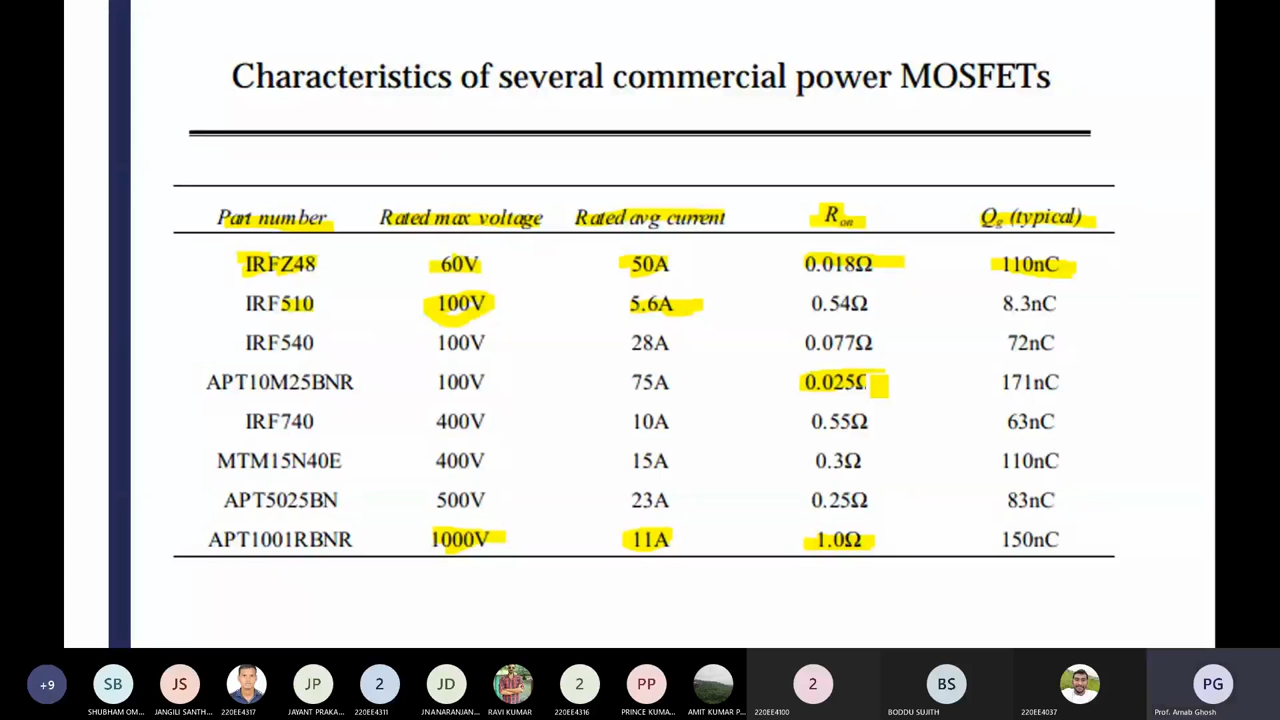 Characteristics of several commercial power MOSFETs
Part number Rated max voltage Rated avg current Ron Qg (typical)
IRFZ48 60V 50A 0.018Ω 110nC
IRF510 100V 5.6A 0.54Ω 8.3nC
IRF540 100V 28A 0.077Ω 72nC
APT10M25BNR 100V 75A 0.025Ω 171nC
IRF740 400V 10A 0.55Ω 63nC
MTM15N40E 400V 15A 0.3Ω 110nC
APT5025BN 500V 23A 0.25Ω 83nC
APT1001RBNR 1000V 11A 1.0Ω 150nC
+9 SB JS JP 2 JD 2 PP 2 BS PG
SHUBHAM OM... JANGILI SANTH... 220EE4317 JAYANT PRAKA... 220EE4311 JNANARANJAN... RAVI KUMAR 220EE4316 PRINCE KUMA... AMIT KUMAR P... 220EE4100 BODDU SUJITH 220EE4037 Prof. Arnab Ghosh